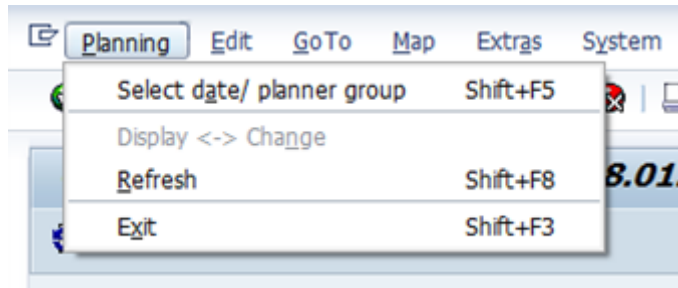 Planning Edit GoTo Map Extras System
Select date/ planner group Shift+F5
Display <-> Change
Refresh Shift+F8
8.01.
Exit Shift+F3